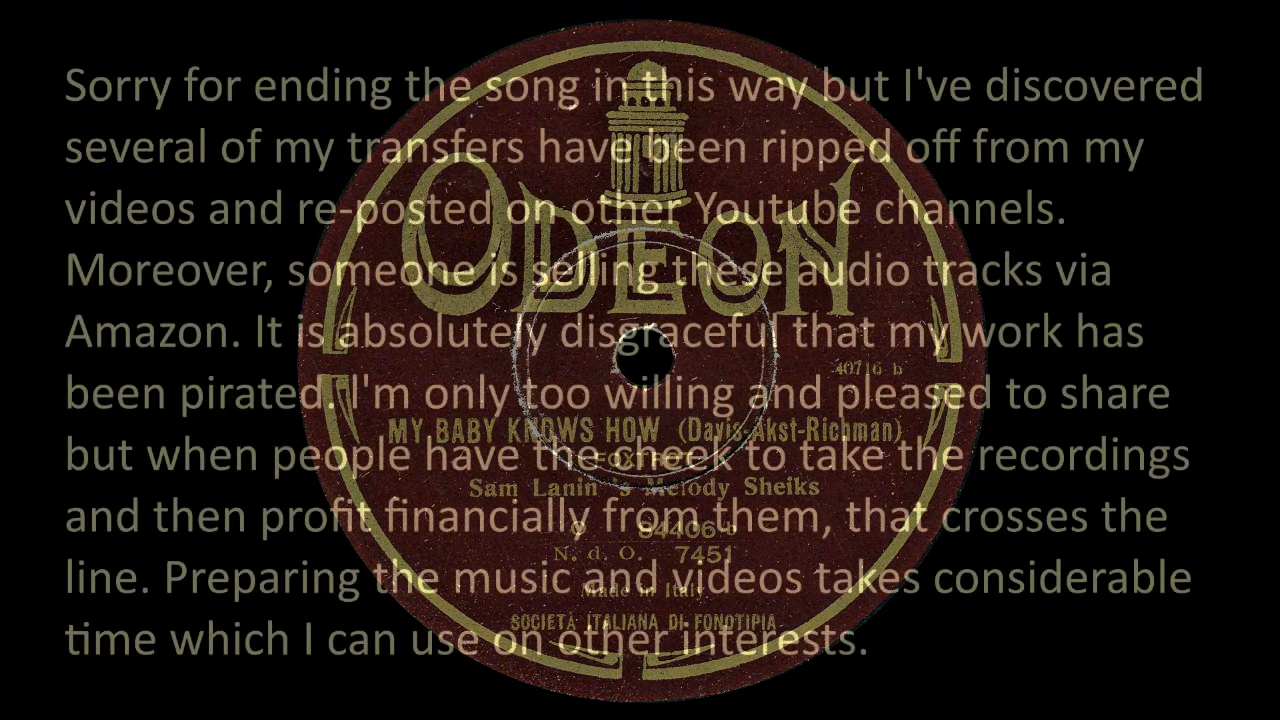 Sorry for ending the song in this way but I've discovered
several of my transfers have been ripped off from my
videos and re-posted on other Youtube channels.
Moreover, someone is selling these audio tracks via
Amazon. It is absolutely disgraceful that my work has
been pirated. I'm only too willing and pleased to share
but when people have the cheek to take the recordings
and then profit financially from them, that crosses the
line. Preparing the music and videos takes considerable
time which I can use on other interests.
ODEON
40716 b
MY BABY KNOWS HOW (Davis-Akst-Richman)
FOXTROT
Sam Lanin's Melody Sheiks
O 94406-b
N. d. O. 7451
Made in Italy
SOCIETÀ ITALIANA DI FONOTIPIA